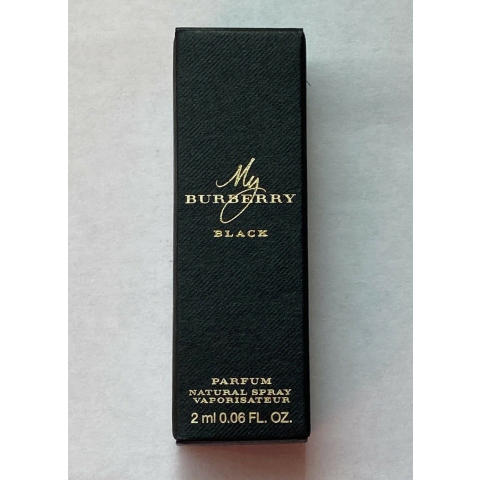 My
BURBERRY
BLACK
PARFUM
NATURAL SPRAY
VAPORISATEUR
2 ml 0.06 FL. OZ.